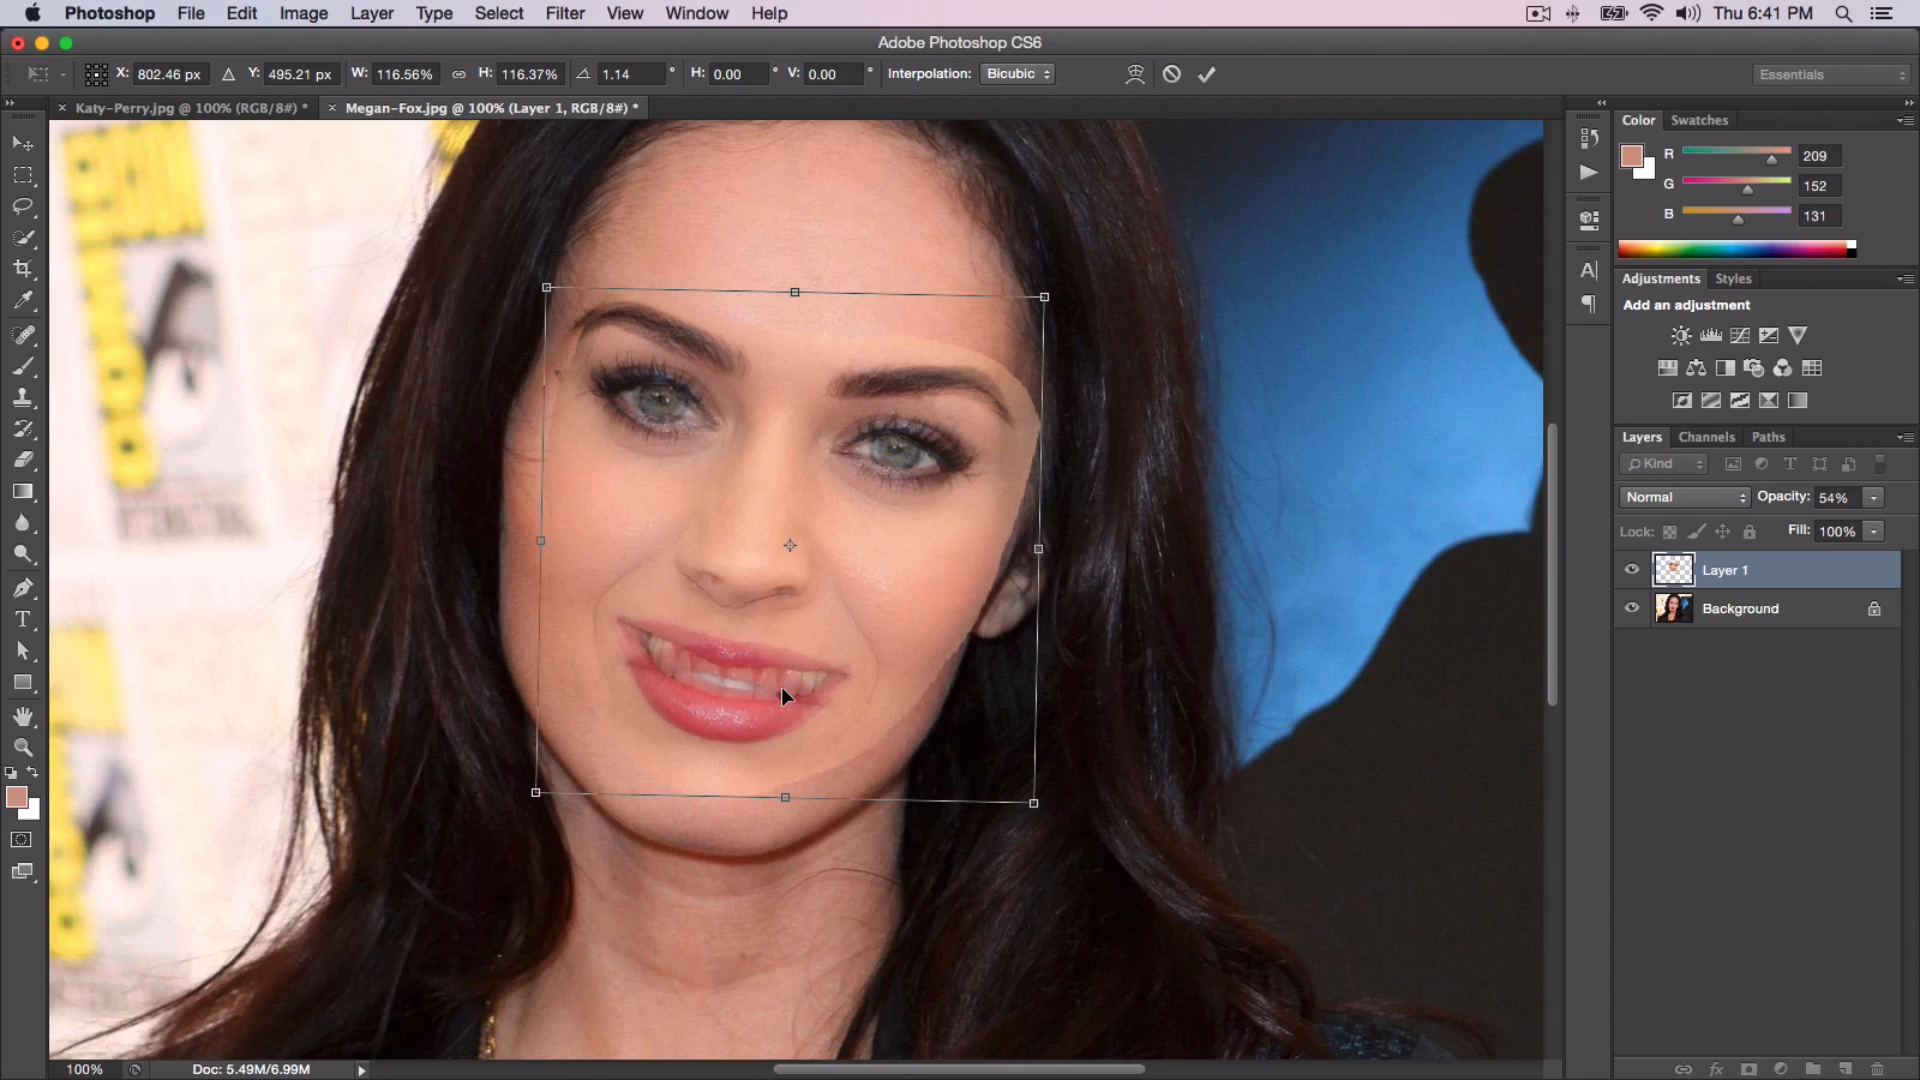 Photoshop File Edit Image Layer Type Select Filter View Window Help Thu 6:41 PM
Adobe Photoshop CS6
X: 802.46 px Y: 495.21 px W: 116.56% H: 116.37% 1.14 ° H: 0.00 ° V: 0.00 ° Interpolation: Bicubic Essentials
Katy-Perry.jpg @ 100% (RGB/8#) * Megan-Fox.jpg @ 100% (Layer 1, RGB/8#) *
Color Swatches
R 209
G 152
B 131
Adjustments Styles
Add an adjustment
Layers Channels Paths
Kind
Normal Opacity: 54%
Lock: Fill: 100%
Layer 1
Background
100% Doc: 5.49M/6.99M